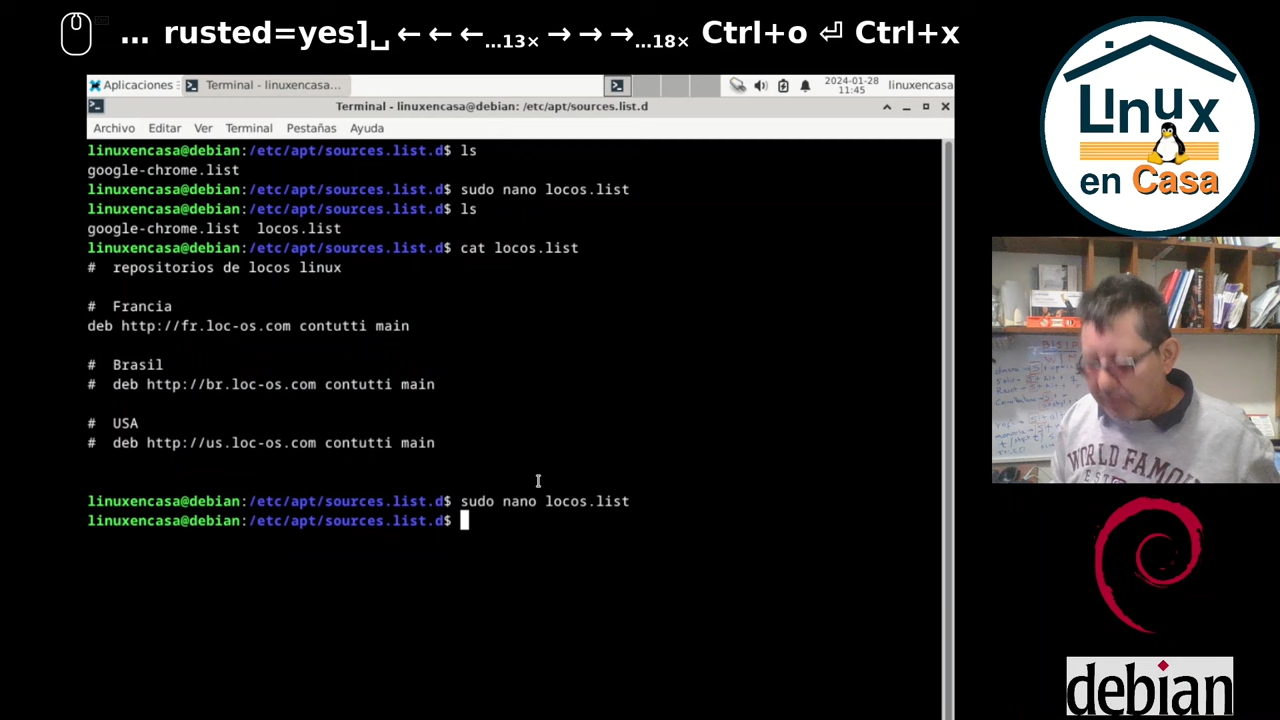 … rusted=yes]␣ ←←←…13× →→→…18× Ctrl+o ⏎ Ctrl+x
Aplicaciones
Terminal - linuxencasa...
2024-01-28
11:45
linuxencasa
Terminal - linuxencasa@debian: /etc/apt/sources.list.d
Archivo Editar Ver Terminal Pestañas Ayuda
linuxencasa@debian:/etc/apt/sources.list.d$ ls
google-chrome.list
linuxencasa@debian:/etc/apt/sources.list.d$ sudo nano locos.list
linuxencasa@debian:/etc/apt/sources.list.d$ ls
google-chrome.list  locos.list
linuxencasa@debian:/etc/apt/sources.list.d$ cat locos.list
#  repositorios de locos linux
#  Francia
deb http://fr.loc-os.com contutti main
#  Brasil
#  deb http://br.loc-os.com contutti main
#  USA
#  deb http://us.loc-os.com contutti main
linuxencasa@debian:/etc/apt/sources.list.d$ sudo nano locos.list
linuxencasa@debian:/etc/apt/sources.list.d$
Linux
en Casa
WORLD FAMOU
debian